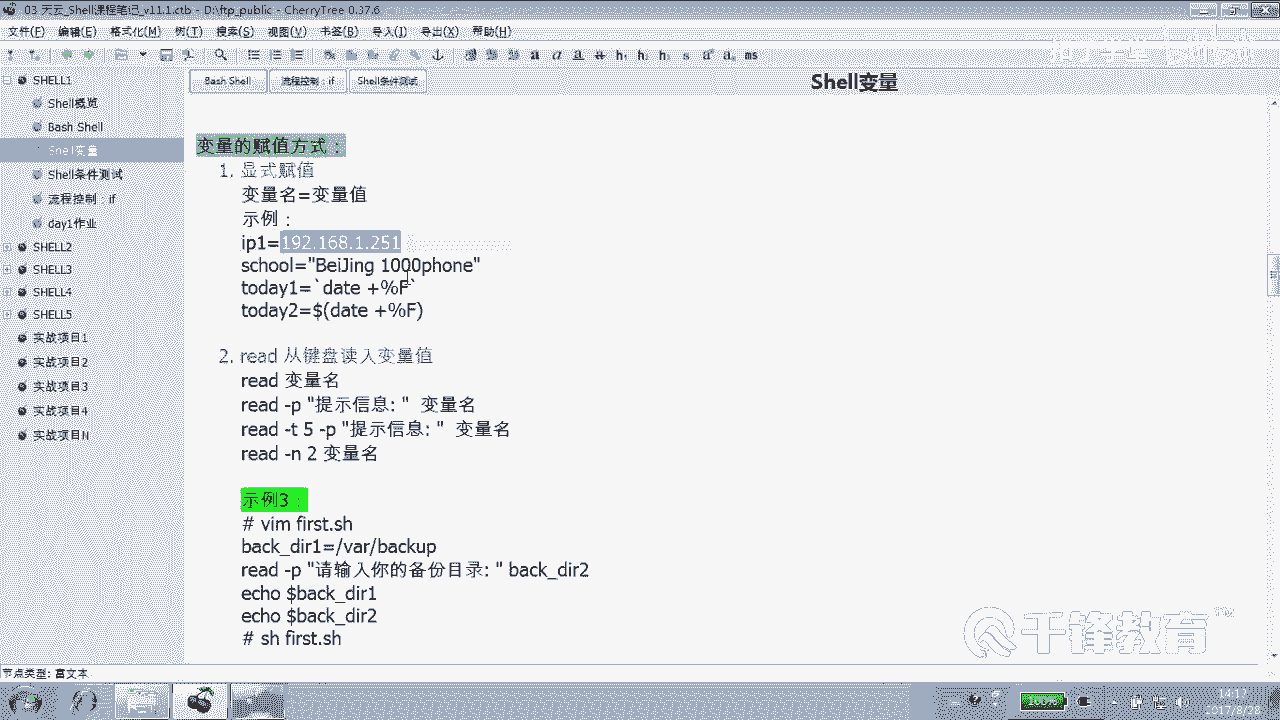 03_天云_Shell课程笔记_v11.1.ctb - D:\ftp_public - CherryTree 0.37.6
文件(F) 编辑(E) 格式化(M) 树(T) 搜索(S) 视图(V) 书签(B) 导入(I) 导出(X) 帮助(H)
SHELL1
Shell概览
Bash Shell
Shell变量
Shell条件测试
流程控制：if
day1作业
SHELL2
SHELL3
SHELL4
SHELL5
实战项目1
实战项目2
实战项目3
实战项目4
实战项目N
Bash Shell 流程控制：if Shell条件测试
Shell变量
变量的赋值方式：
1. 显式赋值
变量名=变量值
示例：
ip1=192.168.1.251
school="BeiJing 1000phone"
today1=`date +%F`
today2=$(date +%F)
2. read 从键盘读入变量值
read 变量名
read -p "提示信息: " 变量名
read -t 5 -p "提示信息: " 变量名
read -n 2 变量名
示例3：
# vim first.sh
back_dir1=/var/backup
read -p "请输入你的备份目录: " back_dir2
echo $back_dir1
echo $back_dir2
# sh first.sh
千锋教育 TM
节点类型: 富文本
100%
14:17
2017/8/28